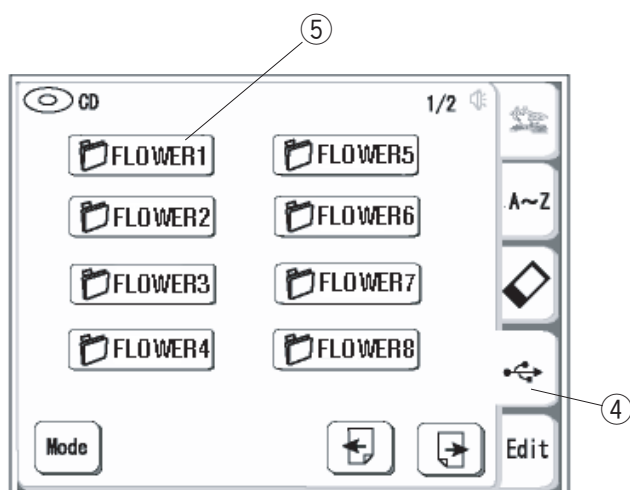 ⑤
CD 1/2
FLOWER1 FLOWER5
A~Z
FLOWER2 FLOWER6
FLOWER3 FLOWER7
FLOWER4 FLOWER8
④
Mode Edit